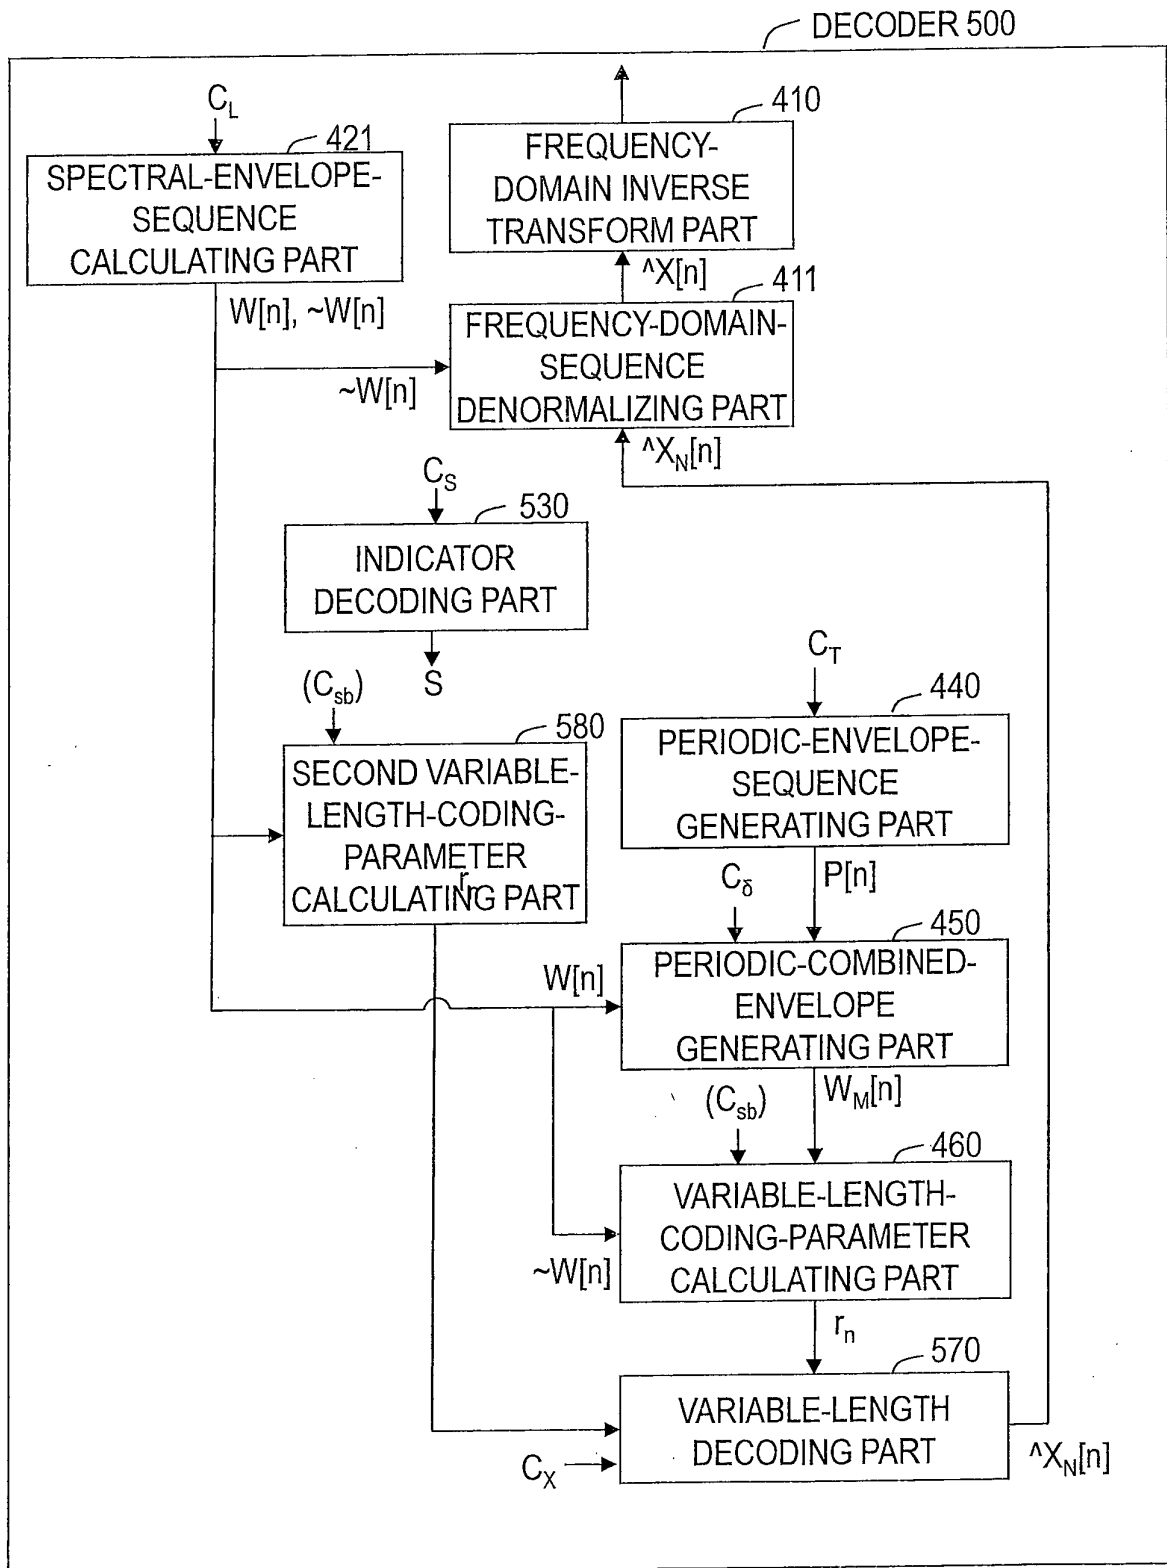 DECODER 500
C_L
421
SPECTRAL-ENVELOPE-
SEQUENCE
CALCULATING PART
W[n], ~W[n]
410
FREQUENCY-
DOMAIN INVERSE
TRANSFORM PART
^X[n]
411
FREQUENCY-DOMAIN-
SEQUENCE
DENORMALIZING PART
~W[n]
^X_N[n]
C_S
530
INDICATOR
DECODING PART
S
(C_sb)
580
SECOND VARIABLE-
LENGTH-CODING-
PARAMETER
CALCULATING PART
r_n
C_T
440
PERIODIC-ENVELOPE-
SEQUENCE
GENERATING PART
C_δ
P[n]
450
W[n]
PERIODIC-COMBINED-
ENVELOPE
GENERATING PART
(C_sb)
W_M[n]
460
VARIABLE-LENGTH-
CODING-PARAMETER
CALCULATING PART
~W[n]
r_n
570
VARIABLE-LENGTH
DECODING PART
C_X
^X_N[n]